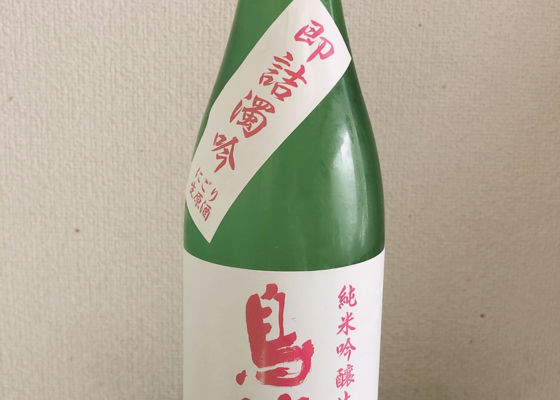 即詰濁吟
にごり
生原酒
純米吟醸
鳥